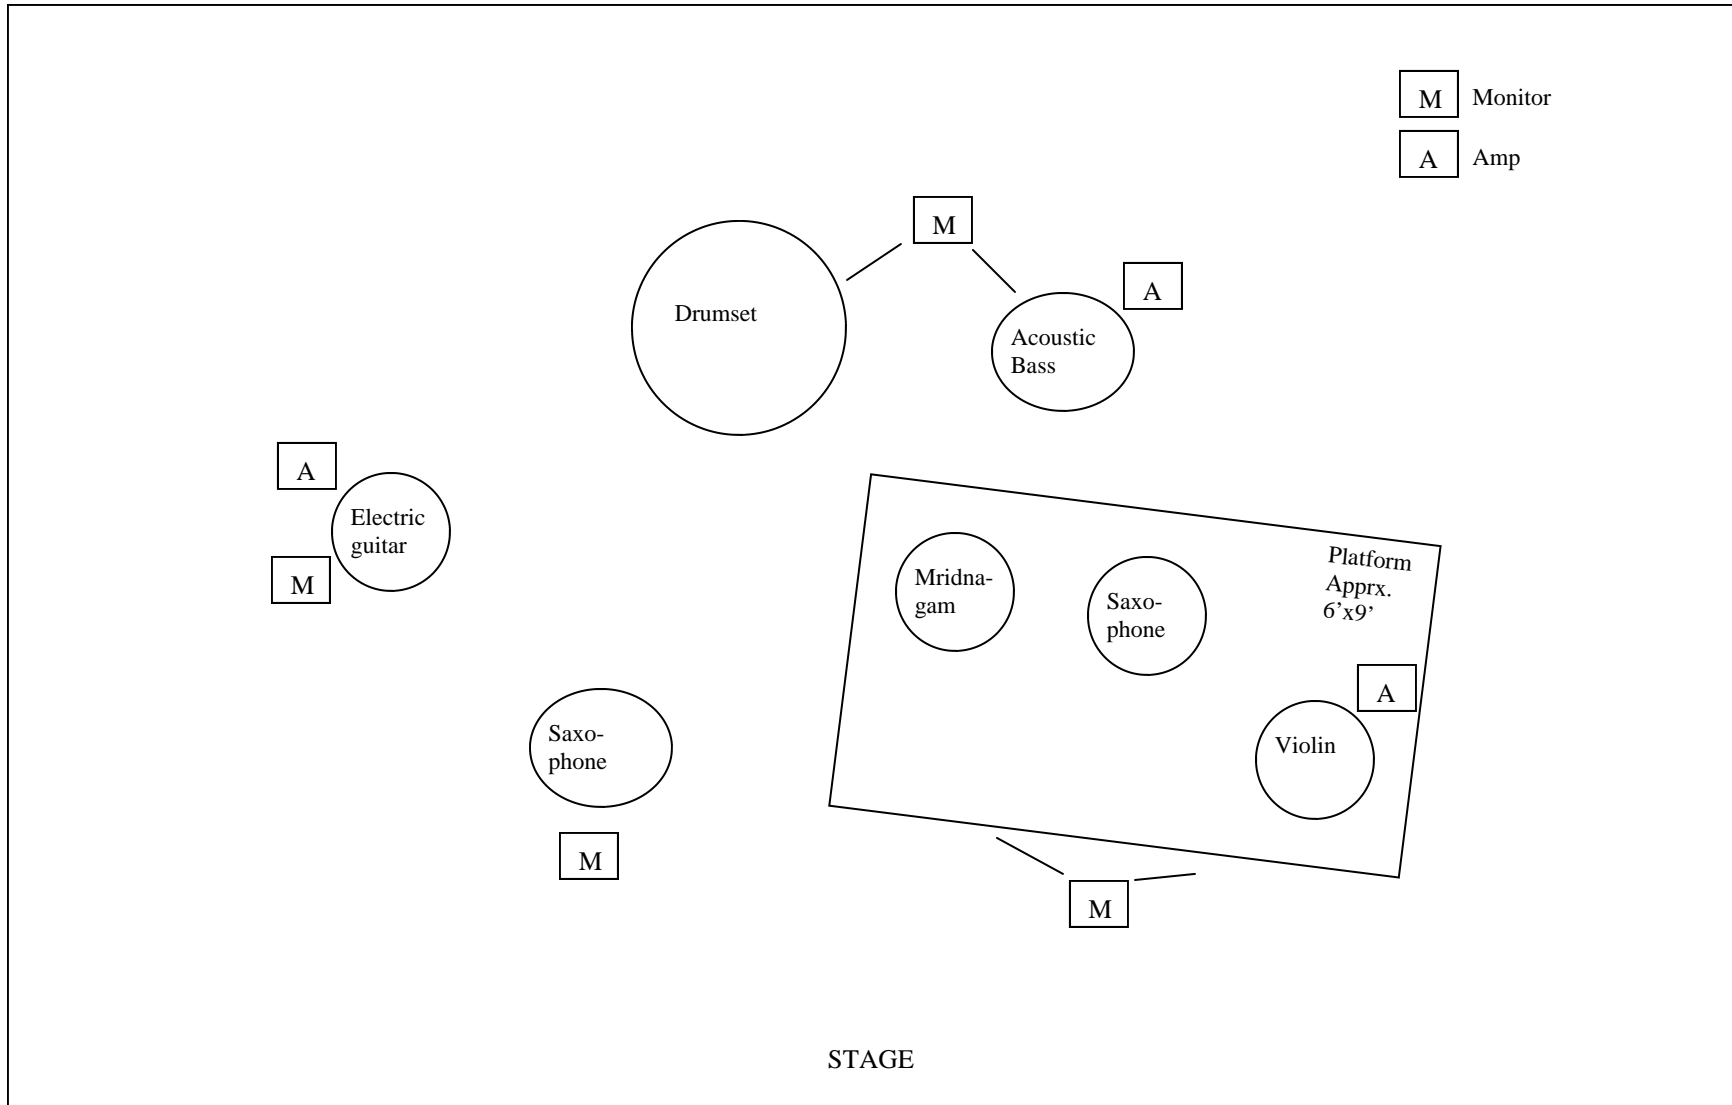 M Monitor
A Amp
M
A
Drumset
Acoustic
Bass
A
Electric
guitar
M
Platform
Apprx.
6’x9’
Mridna-
gam
Saxo-
phone
A
Violin
Saxo-
phone
M
M
STAGE